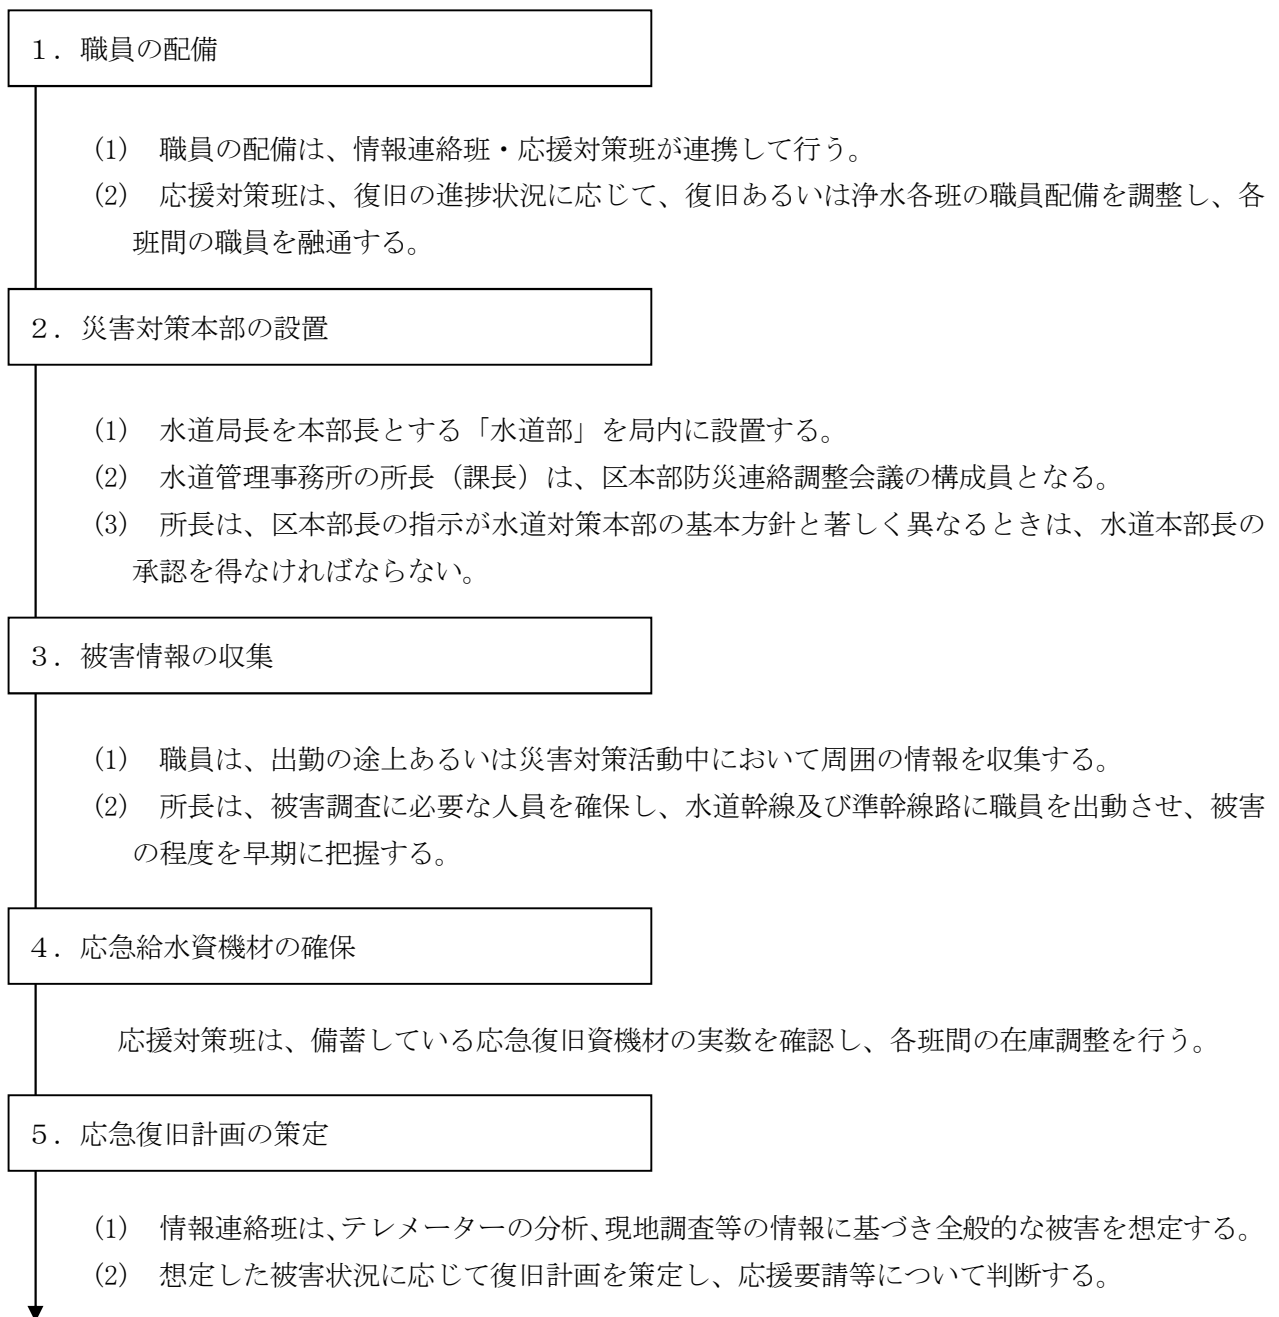 １．職員の配備
(1)　職員の配備は、情報連絡班・応援対策班が連携して行う。
(2)　応援対策班は、復旧の進捗状況に応じて、復旧あるいは浄水各班の職員配備を調整し、各
班間の職員を融通する。
２．災害対策本部の設置
(1)　水道局長を本部長とする「水道部」を局内に設置する。
(2)　水道管理事務所の所長（課長）は、区本部防災連絡調整会議の構成員となる。
(3)　所長は、区本部長の指示が水道対策本部の基本方針と著しく異なるときは、水道本部長の
承認を得なければならない。
３．被害情報の収集
(1)　職員は、出勤の途上あるいは災害対策活動中において周囲の情報を収集する。
(2)　所長は、被害調査に必要な人員を確保し、水道幹線及び準幹線路に職員を出動させ、被害
の程度を早期に把握する。
４．応急給水資機材の確保
応援対策班は、備蓄している応急復旧資機材の実数を確認し、各班間の在庫調整を行う。
５．応急復旧計画の策定
(1)　情報連絡班は、テレメーターの分析、現地調査等の情報に基づき全般的な被害を想定する。
(2)　想定した被害状況に応じて復旧計画を策定し、応援要請等について判断する。